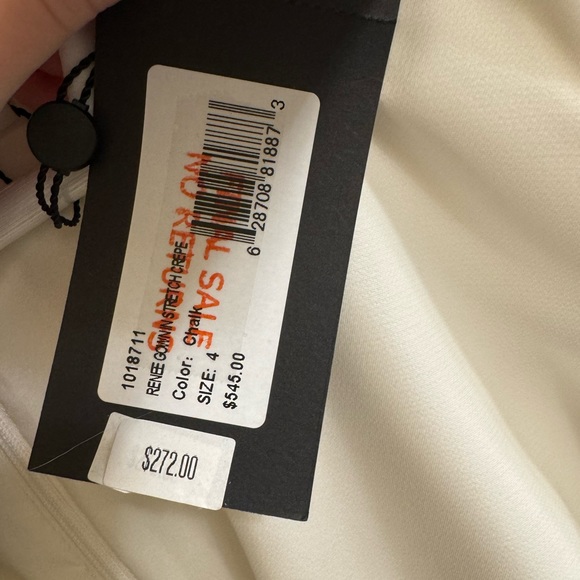 6 28708 81887 3
FINAL SALE
NO RETURNS
1018711
RENEE GOWN IN STRETCH CREPE
Color: Chalk
SIZE: 4
$545.00
$272.00